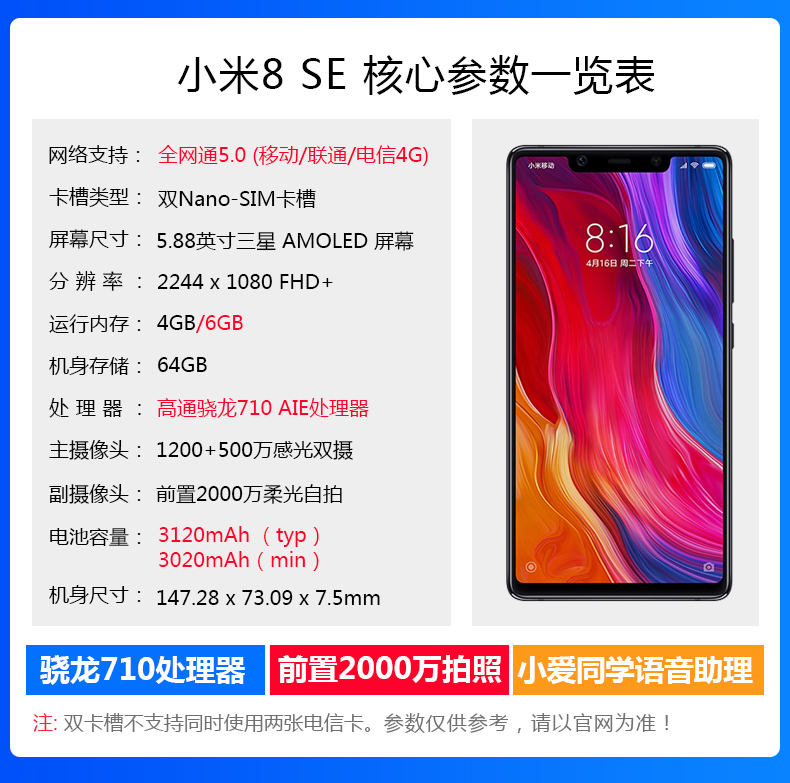 小米8 SE 核心参数一览表
网络支持： 全网通5.0 (移动/联通/电信4G)
卡槽类型： 双Nano-SIM卡槽
屏幕尺寸： 5.88英寸三星 AMOLED 屏幕
分 辨 率 ： 2244 x 1080 FHD+
运行内存： 4GB/6GB
机身存储： 64GB
处 理 器 ： 高通骁龙710 AIE处理器
主摄像头： 1200+500万感光双摄
副摄像头： 前置2000万柔光自拍
电池容量： 3120mAh （ typ ）
3020mAh（ min ）
机身尺寸： 147.28 x 73.09 x 7.5mm
小米移动
8:16
4月16日 周二下午
骁龙710处理器
前置2000万拍照
小爱同学语音助理
注: 双卡槽不支持同时使用两张电信卡。参数仅供参考，请以官网为准！